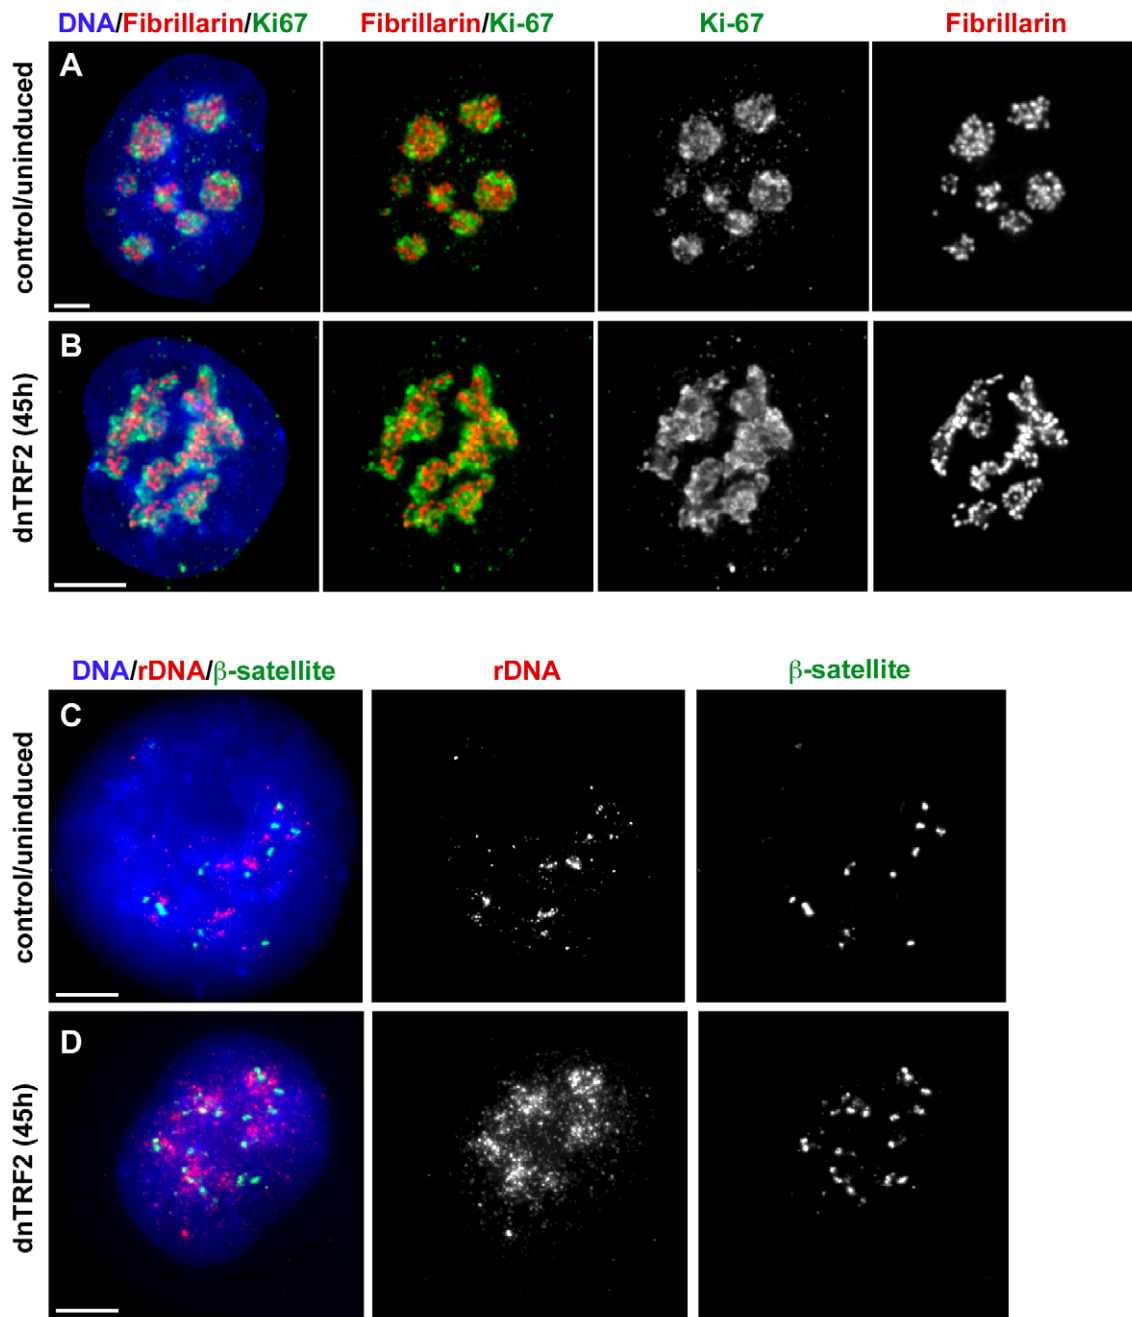 DNA/Fibrillarin/Ki67
Fibrillarin/Ki-67
Ki-67
Fibrillarin
control/uninduced
A
dnTRF2 (45h)
B
DNA/rDNA/β-satellite
rDNA
β-satellite
control/uninduced
C
dnTRF2 (45h)
D